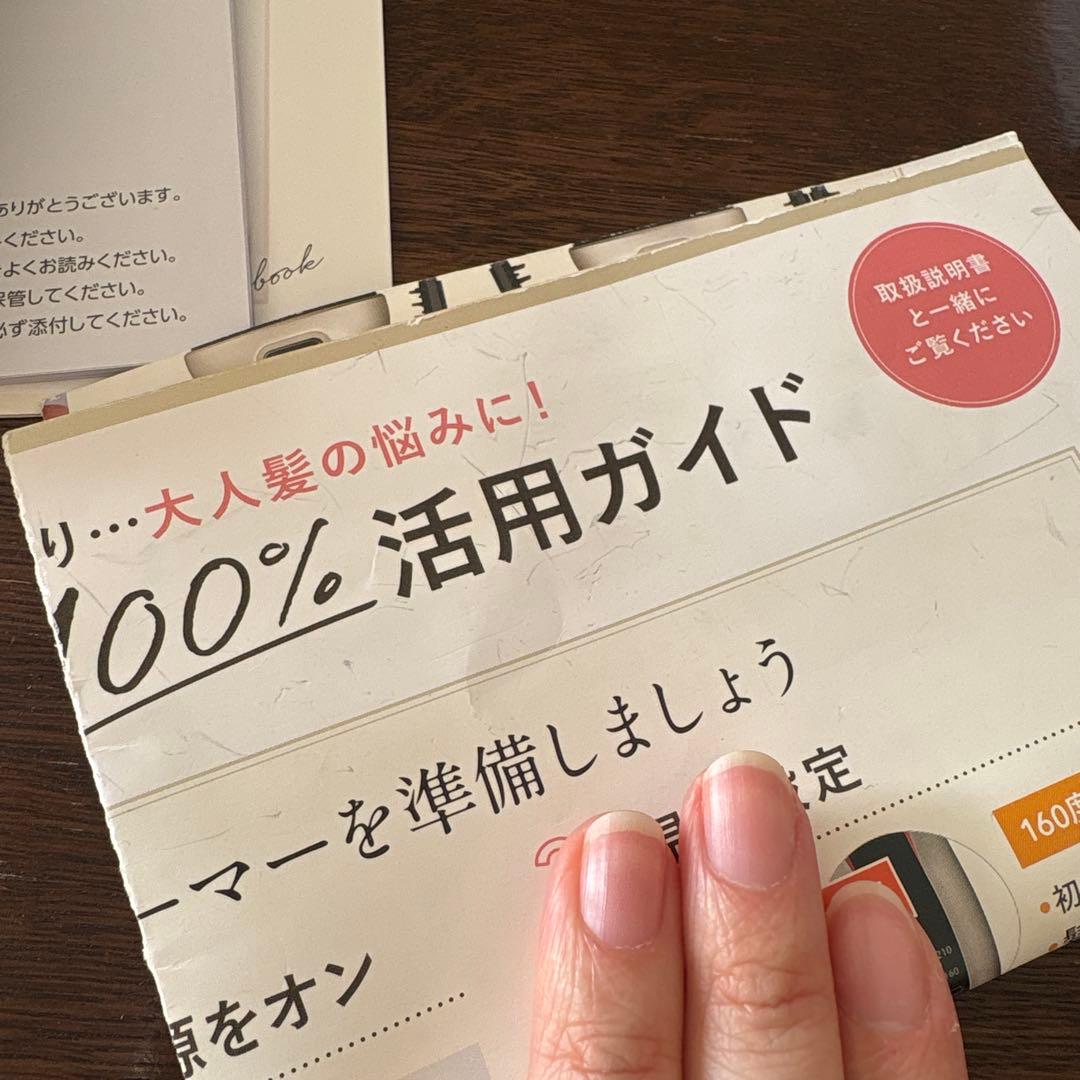 ありがとうございます。
ください。
よくお読みください。
保管してください。
必ず添付してください。
book
取扱説明書
と一緒に
ご覧ください
り…大人髪の悩みに！
100% 活用ガイド
ーマーを準備しましょう
定
160度
初
源をオン
210
60